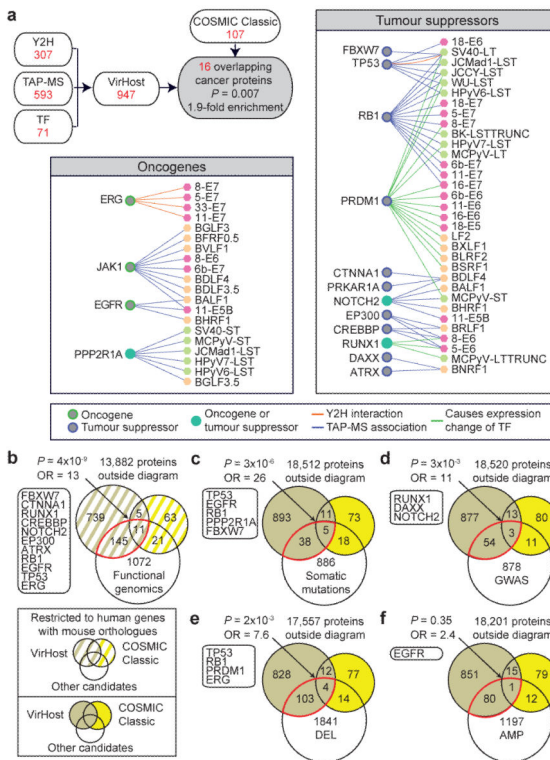 a
Y2H
307
TAP-MS
593
TF
71
VirHost
947
COSMIC Classic
107
16 overlapping
cancer proteins
P = 0.007
1.9-fold enrichment
Oncogenes
ERG
JAK1
EGFR
PPP2R1A
8-E7
5-E7
33-E7
11-E7
BGLF3
BFRF0.5
BVLF1
8-E6
6b-E7
BDLF4
BDLF3.5
BALF1
11-E5B
BHRF1
SV40-ST
MCPyV-ST
JCMad1-LST
HPyV7-LST
HPyV6-LST
BGLF3.5
Tumour suppressors
FBXW7
TP53
RB1
PRDM1
CTNNA1
PRKAR1A
NOTCH2
EP300
CREBBP
RUNX1
DAXX
ATRX
18-E6
SV40-LT
JCMad1-LST
JCCY-LST
WU-LST
HPyV6-LST
18-E7
5-E7
8-E7
BK-LSTTRUNC
HPyV7-LST
MCPyV-LT
6b-E7
11-E7
16-E7
6b-E6
11-E6
16-E6
18-E5
LF2
BXLF1
BLRF2
BSRF1
BDLF4
BALF1
MCPyV-ST
BHRF1
11-E5B
BRLF1
8-E6
5-E6
MCPyV-LTTRUNC
BNRF1
Oncogene
Tumour suppressor
Oncogene or
tumour suppressor
Y2H interaction
TAP-MS association
Causes expression
change of TF
b
P = 4x10-9
OR = 13
13,882 proteins
outside diagram
FBXW7
CTNNA1
RUNX1
CREBBP
NOTCH2
EP300
ATRX
RB1
EGFR
TP53
ERG
739
5
63
11
145
21
1072
Functional
genomics
Restricted to human genes
with mouse orthologues
VirHost
COSMIC
Classic
Other candidates
VirHost
COSMIC
Classic
Other candidates
c
P = 3x10-6
OR = 26
18,512 proteins
outside diagram
TP53
EGFR
RB1
PPP2R1A
FBXW7
893
11
73
5
38
18
886
Somatic
mutations
d
P = 3x10-3
OR = 11
18,520 proteins
outside diagram
RUNX1
DAXX
NOTCH2
877
13
80
3
54
11
878
GWAS
e
P = 2x10-3
OR = 7.6
17,557 proteins
outside diagram
TP53
RB1
PRDM1
ERG
828
12
77
4
103
14
1841
DEL
f
P = 0.35
OR = 2.4
18,201 proteins
outside diagram
EGFR
851
15
79
1
80
12
1197
AMP